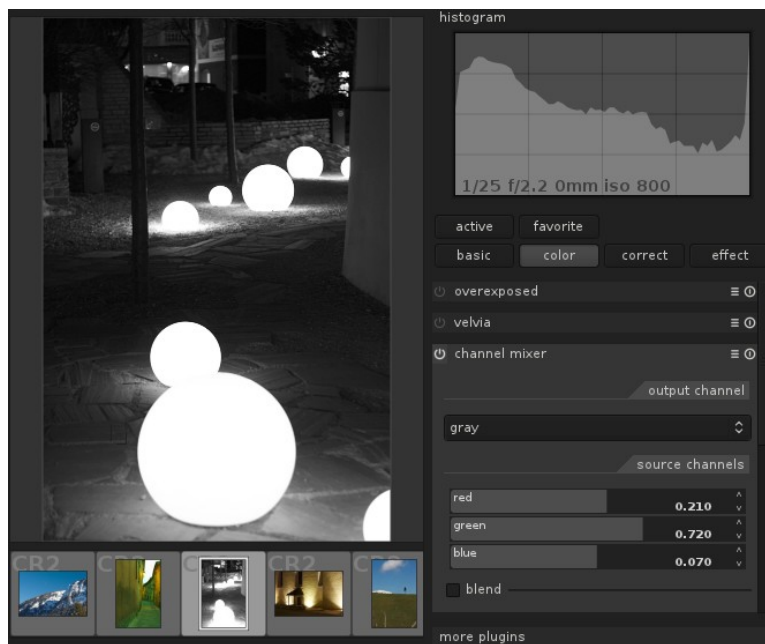 histogram
1/25 f/2.2 0mm iso 800
active favorite
basic color correct effect
overexposed
velvia
channel mixer
output channel
gray
source channels
red 0.210
green 0.720
blue 0.070
blend
CR2 CR2 CR2 CR2 CR2
more plugins